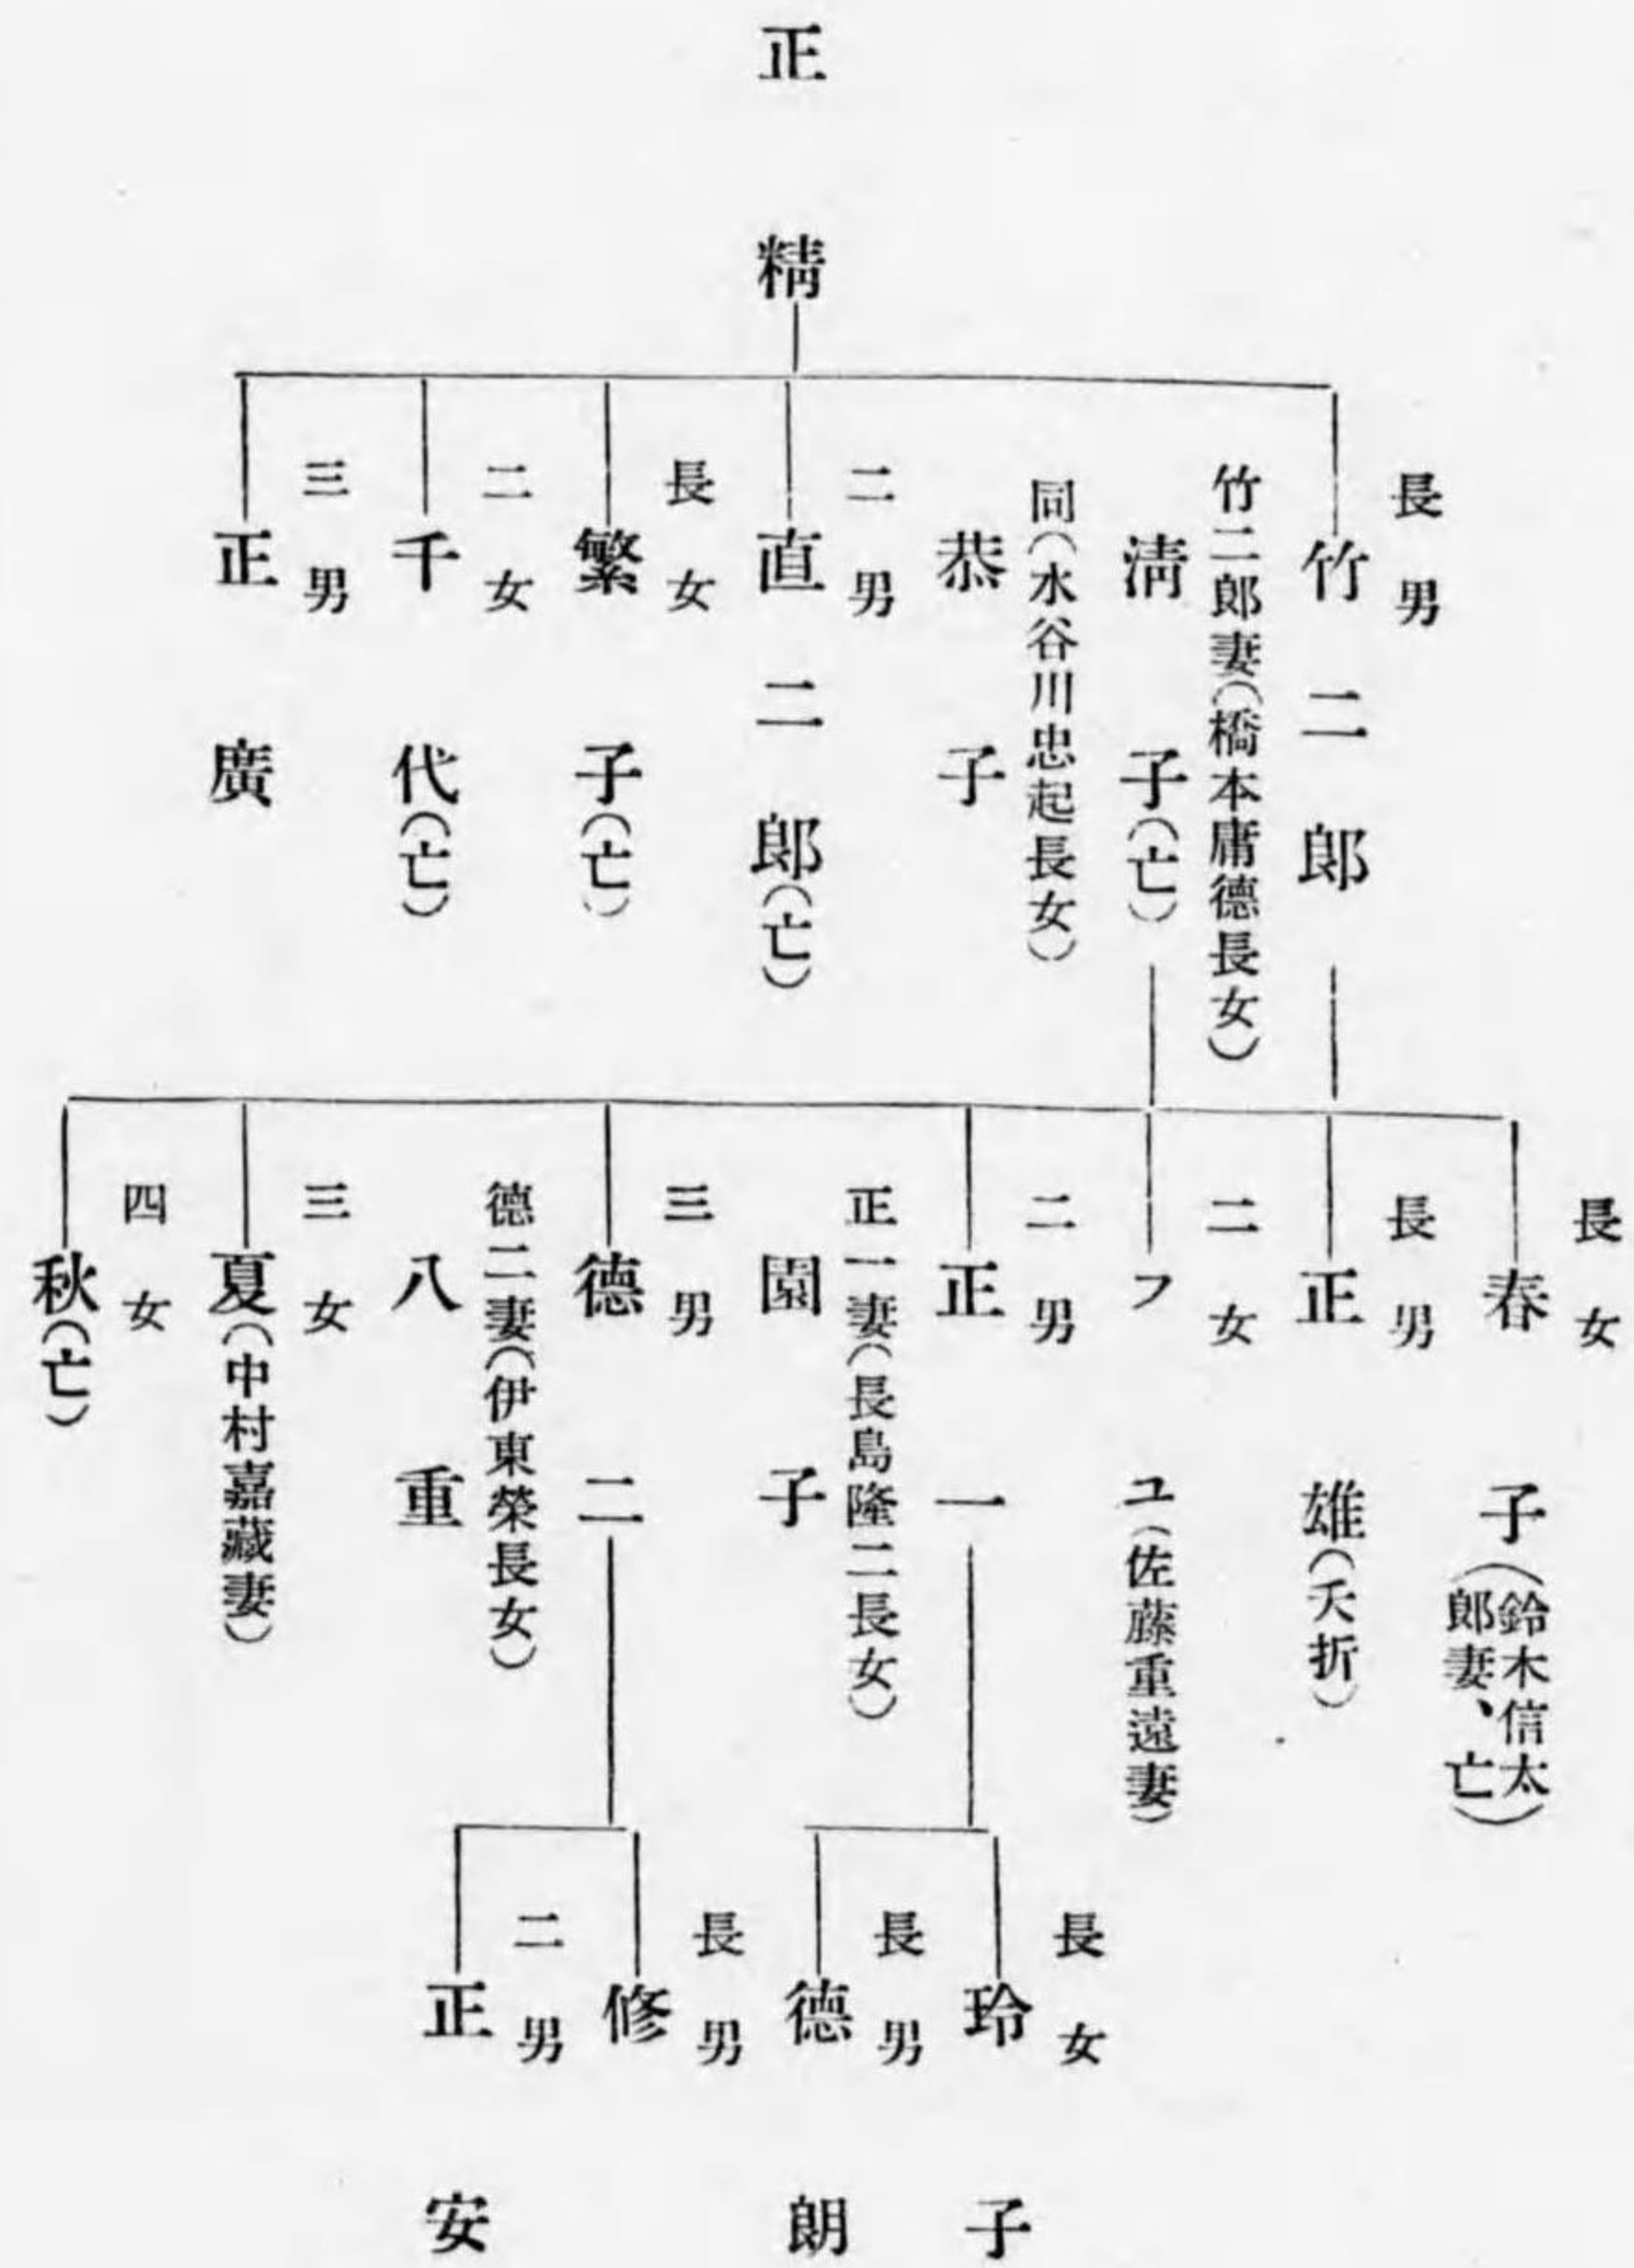 正精
長男
竹二郎
竹二郎妻(橋本庸德長女)
淸子(亡)
同(水谷川忠起長女)
恭子
二男
直二郎(亡)
長女
繁子(亡)
二女
千代(亡)
三男
正廣
長女
春子(鈴木信太
郎妻、亡)
長男
正雄(夭折)
二女
フユ(佐藤重遠妻)
二男
正一
正一妻(長島隆二長女)
園子
三男
德二
德二妻(伊東榮長女)
八重
三女
夏(中村嘉藏妻)
四女
秋(亡)
長女
玲子
長男
德朗
長男
修
二男
正安